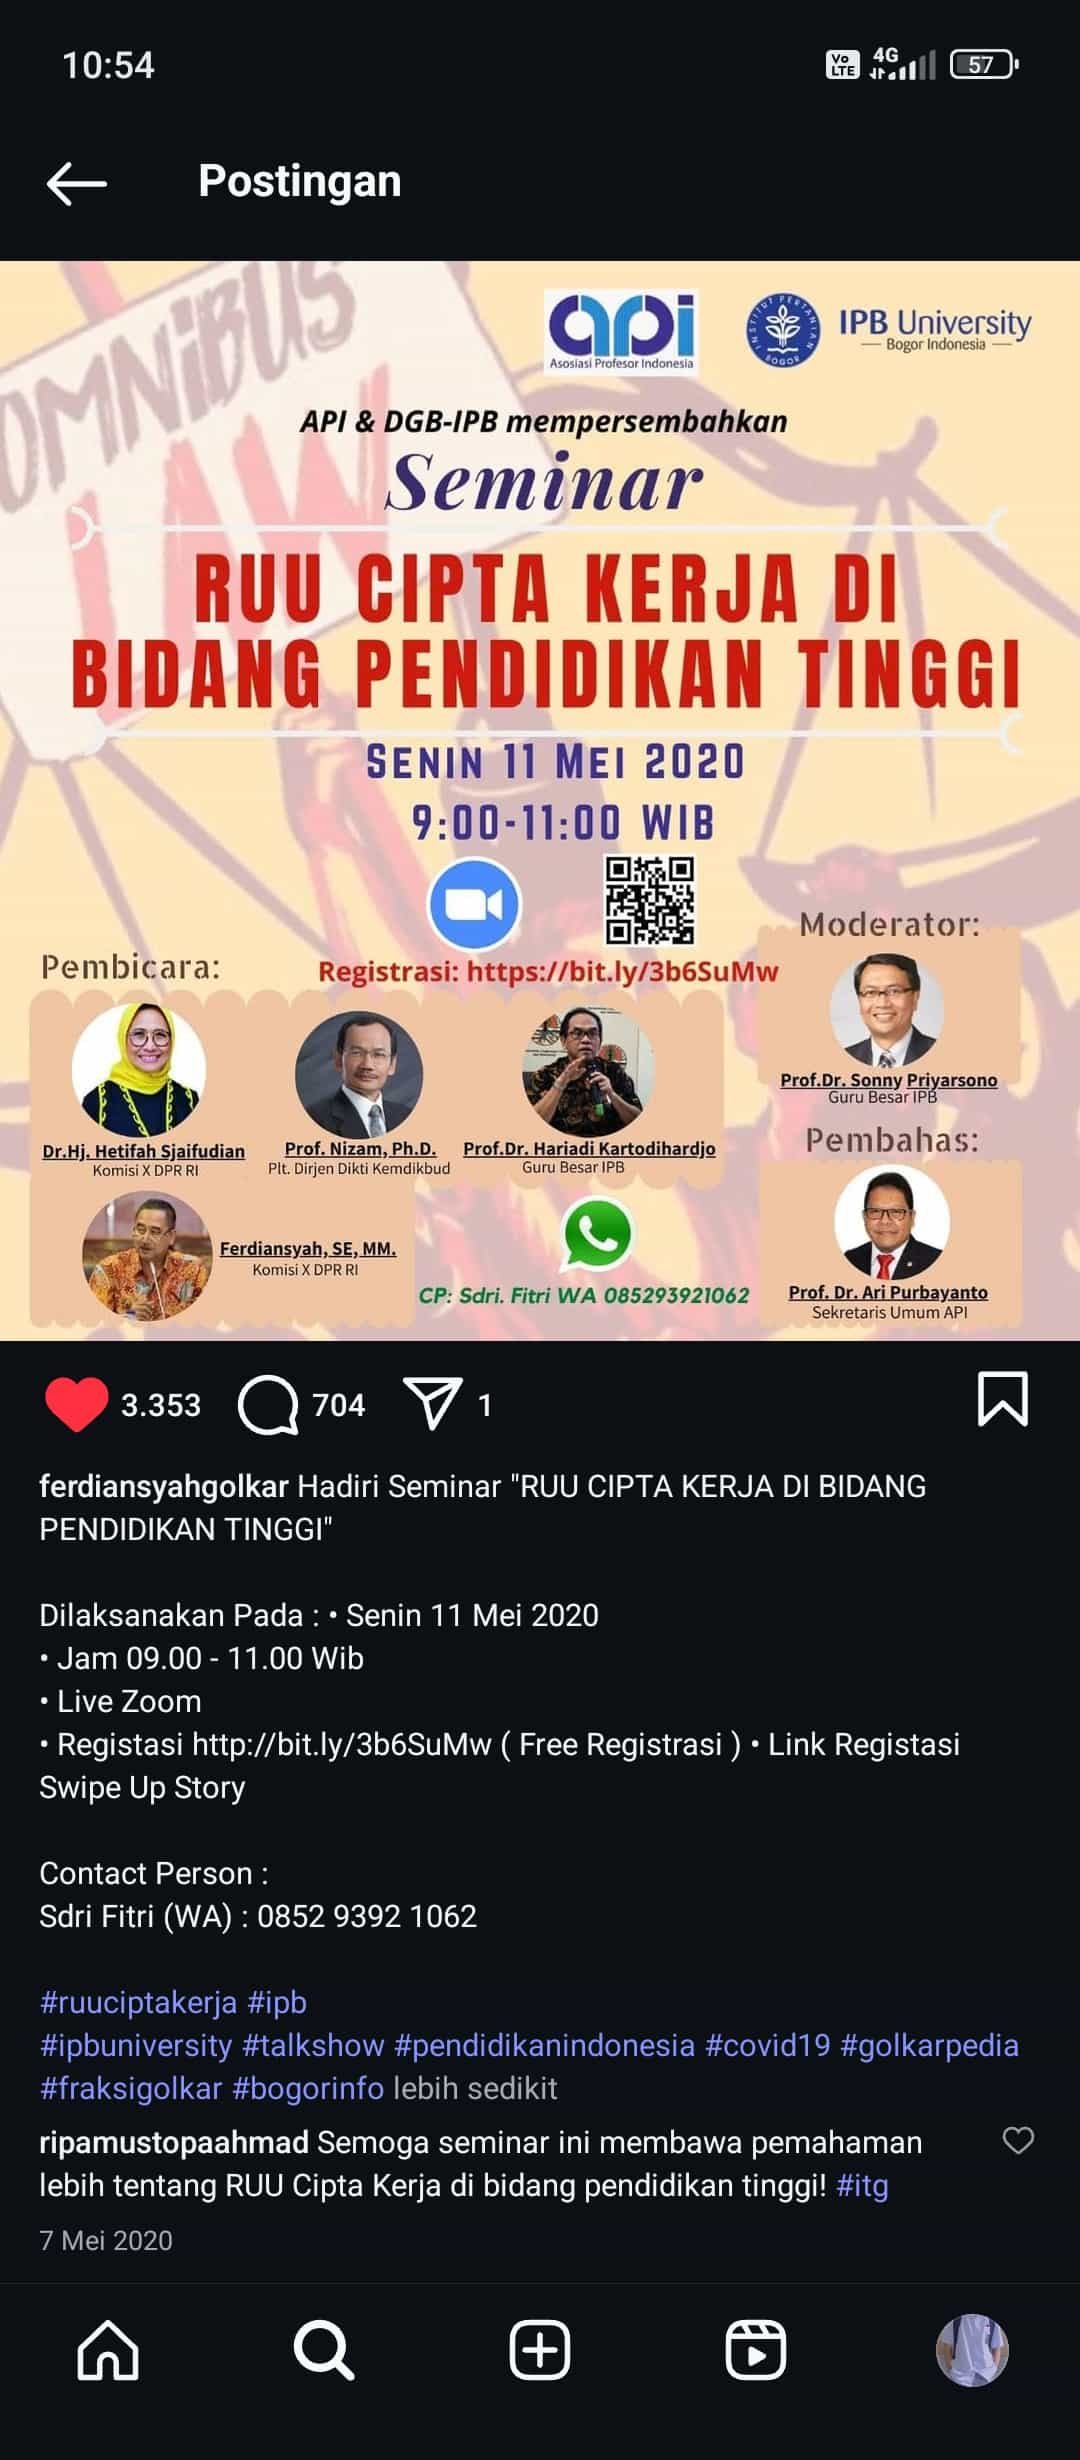 10:54
Vo LTE 4G 57
Postingan
OMNIBUS
LAW
api
Asosiasi Profesor Indonesia
INSTITUT PERTANIAN BOGOR
IPB University
Bogor Indonesia
API & DGB-IPB mempersembahkan
Seminar
RUU CIPTA KERJA DI
BIDANG PENDIDIKAN TINGGI
SENIN 11 MEI 2020
9:00-11:00 WIB
Registrasi: https://bit.ly/3b6SuMw
Pembicara:
Dr.Hj. Hetifah Sjaifudian
Komisi X DPR RI
Prof. Nizam, Ph.D.
Plt. Dirjen Dikti Kemdikbud
Prof.Dr. Hariadi Kartodihardjo
Guru Besar IPB
Ferdiansyah, SE, MM.
Komisi X DPR RI
CP: Sdri. Fitri WA 085293921062
Moderator:
Prof.Dr. Sonny Priyarsono
Guru Besar IPB
Pembahas:
Prof. Dr. Ari Purbayanto
Sekretaris Umum API
3.353 704 1
ferdiansyahgolkar Hadiri Seminar "RUU CIPTA KERJA DI BIDANG
PENDIDIKAN TINGGI"
Dilaksanakan Pada : • Senin 11 Mei 2020
• Jam 09.00 - 11.00 Wib
• Live Zoom
• Registasi http://bit.ly/3b6SuMw ( Free Registrasi ) • Link Registasi
Swipe Up Story
Contact Person :
Sdri Fitri (WA) : 0852 9392 1062
#ruuciptakerja #ipb
#ipbuniversity #talkshow #pendidikanindonesia #covid19 #golkarpedia
#fraksigolkar #bogorinfo lebih sedikit
ripamustopaahmad Semoga seminar ini membawa pemahaman
lebih tentang RUU Cipta Kerja di bidang pendidikan tinggi! #itg
7 Mei 2020